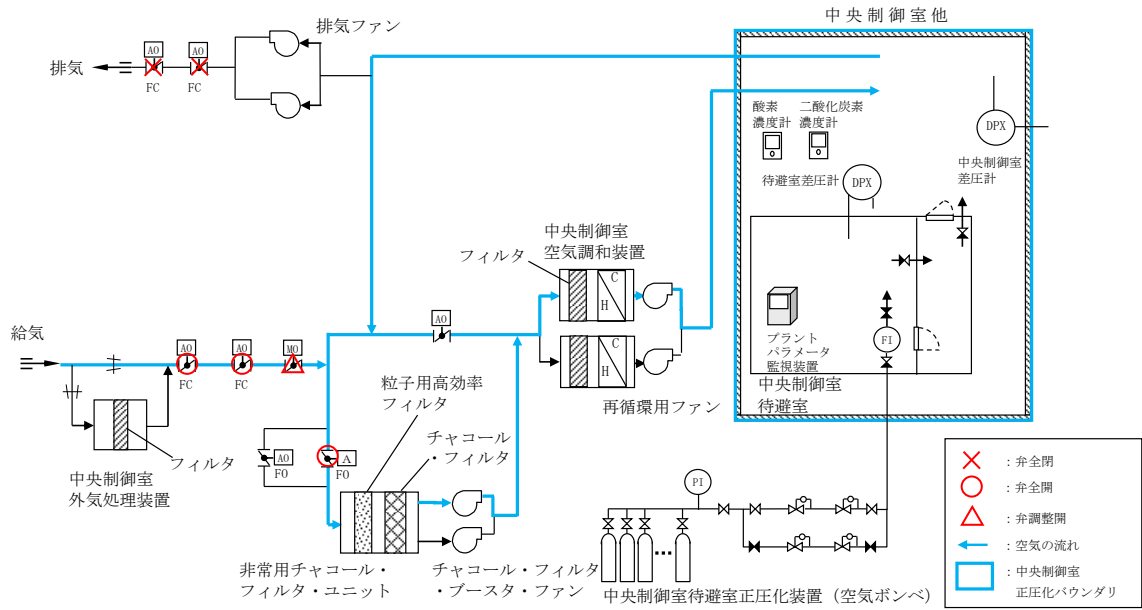 中央制御室他
排気ファン
排気
AO
AO
FC
FC
酸素
濃度計
二酸化炭素
濃度計
DPX
中央制御室
差圧計
待避室差圧計
DPX
中央制御室
空気調和装置
フィルタ
C
H
C
H
再循環用ファン
プラント
パラメータ
監視装置
FI
中央制御室
待避室
給気
AO
AO
MO
AO
FC
FC
フィルタ
中央制御室
外気処理装置
粒子用高効率
フィルタ
チャコール
・フィルタ
AO
FO
A
FO
非常用チャコール・
フィルタ・ユニット
チャコール・フィルタ
・ブースタ・ファン
PI
中央制御室待避室正圧化装置（空気ボンベ）
：弁全閉
：弁全開
：弁調整開
：空気の流れ
：中央制御室
正圧化バウンダリ